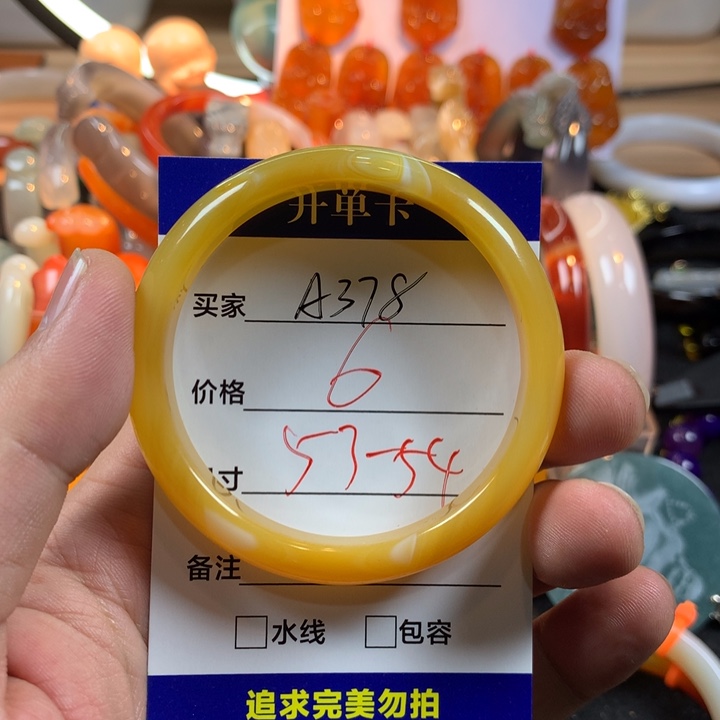 开单卡
买家 A378
价格 6
寸 53-54
备注
水线 包容
追求完美勿拍